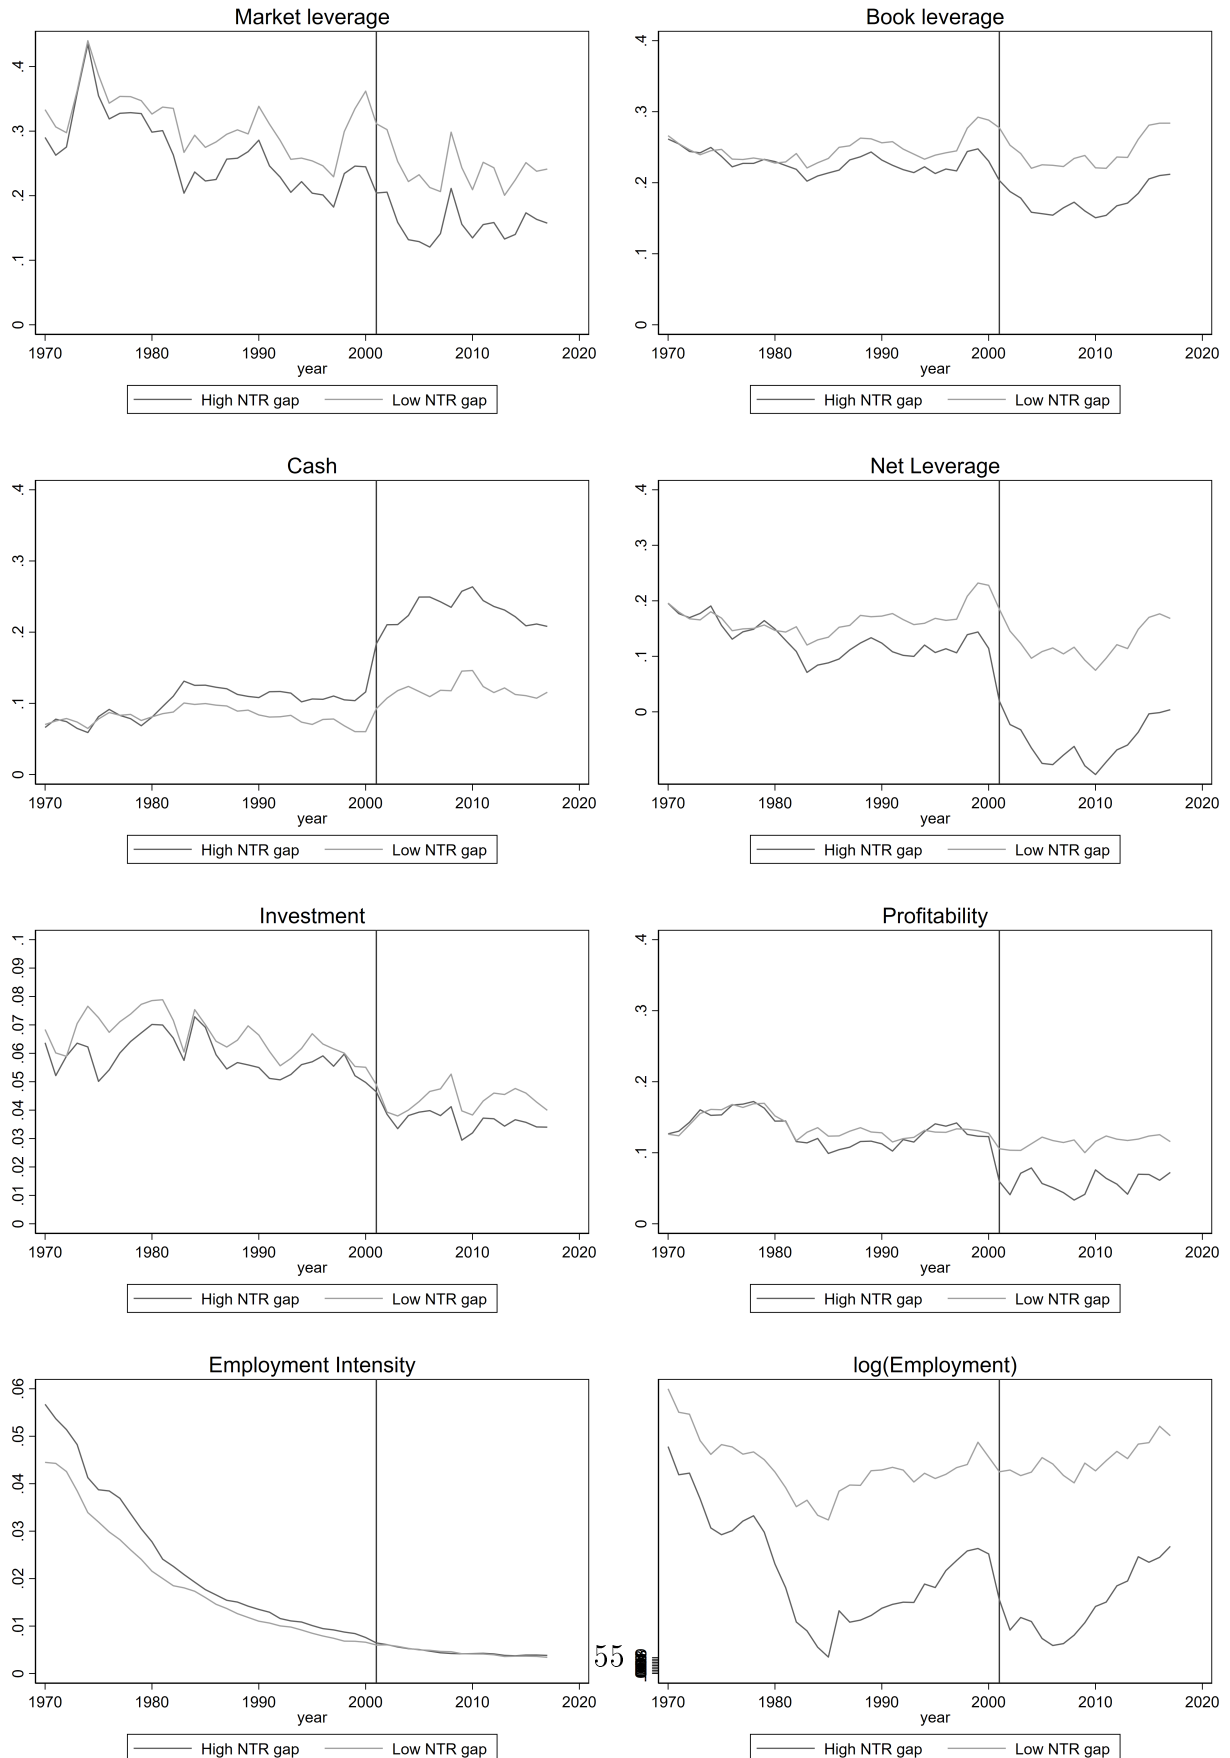 Market leverage
.4
.3
.2
.1
0
1970 1980 1990 2000 2010 2020
year
High NTR gap Low NTR gap
Book leverage
.4
.3
.2
.1
0
1970 1980 1990 2000 2010 2020
year
High NTR gap Low NTR gap
Cash
.4
.3
.2
.1
0
1970 1980 1990 2000 2010 2020
year
High NTR gap Low NTR gap
Net Leverage
.4
.3
.2
.1
0
1970 1980 1990 2000 2010 2020
year
High NTR gap Low NTR gap
Investment
.1
.09
.08
.07
.06
.05
.04
.03
.02
.01
0
1970 1980 1990 2000 2010 2020
year
High NTR gap Low NTR gap
Profitability
.4
.3
.2
.1
0
1970 1980 1990 2000 2010 2020
year
High NTR gap Low NTR gap
Employment Intensity
.06
.05
.04
.03
.02
.01
0
1970 1980 1990 2000 2010 2020
year
High NTR gap Low NTR gap
log(Employment)
1970 1980 1990 2000 2010 2020
year
High NTR gap Low NTR gap
55